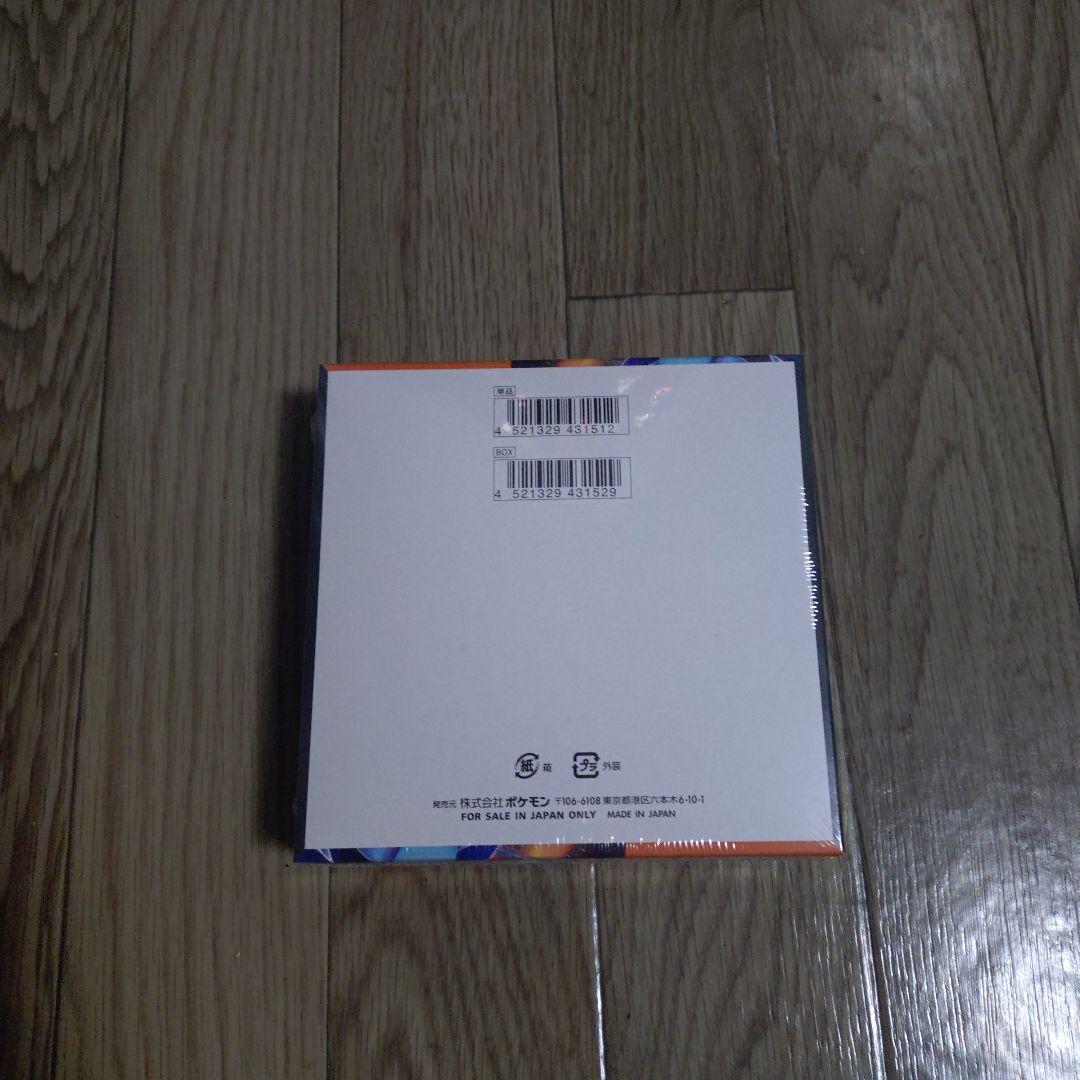 単品
4 521329 431512
BOX
4 521329 431529
紙 箱 プラ 外装
発売元 株式会社 ポケモン 〒106-6108 東京都港区六本木6-10-1
FOR SALE IN JAPAN ONLY MADE IN JAPAN